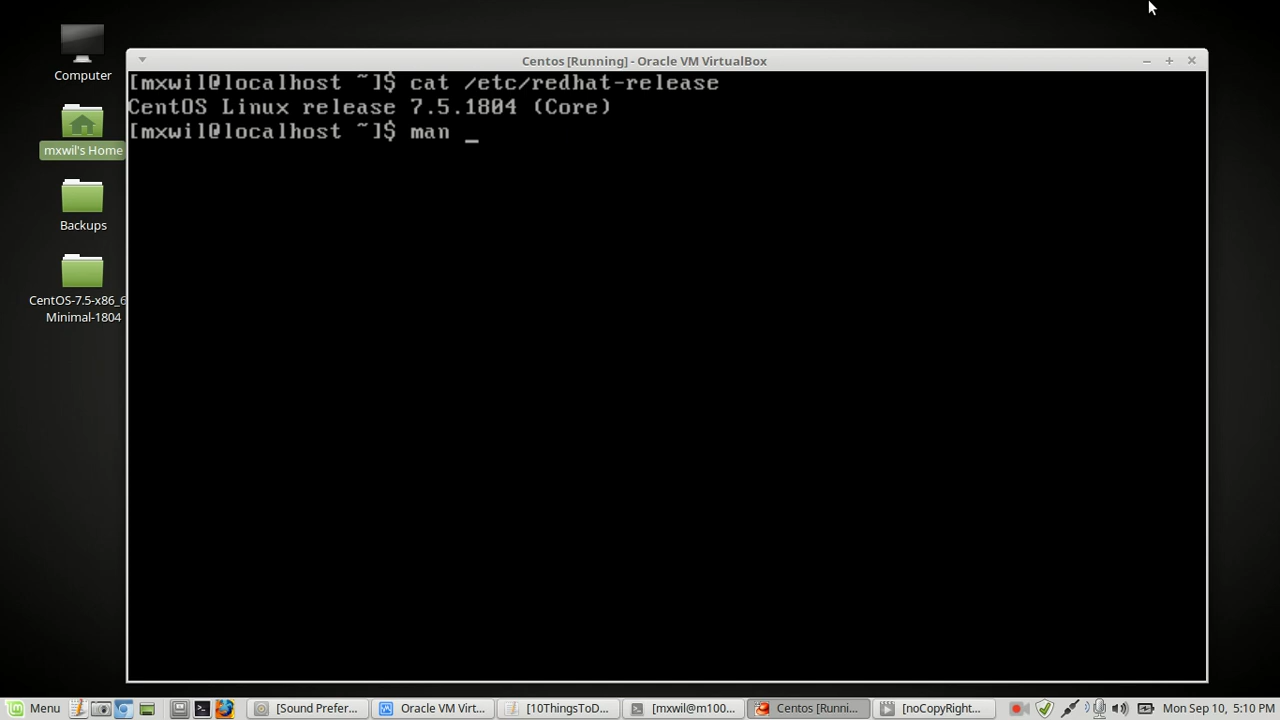 Computer
mxwil's Home
Backups
CentOS-7.5-x86_6
Minimal-1804
Centos [Running] - Oracle VM VirtualBox
[mxwil@localhost ~]$ cat /etc/redhat-release
CentOS Linux release 7.5.1804 (Core)
[mxwil@localhost ~]$ man _
Menu
[Sound Prefer...
Oracle VM Virt...
[10ThingsToD...
[mxwil@m100...
Centos [Runni...
[noCopyRight...
Mon Sep 10, 5:10 PM